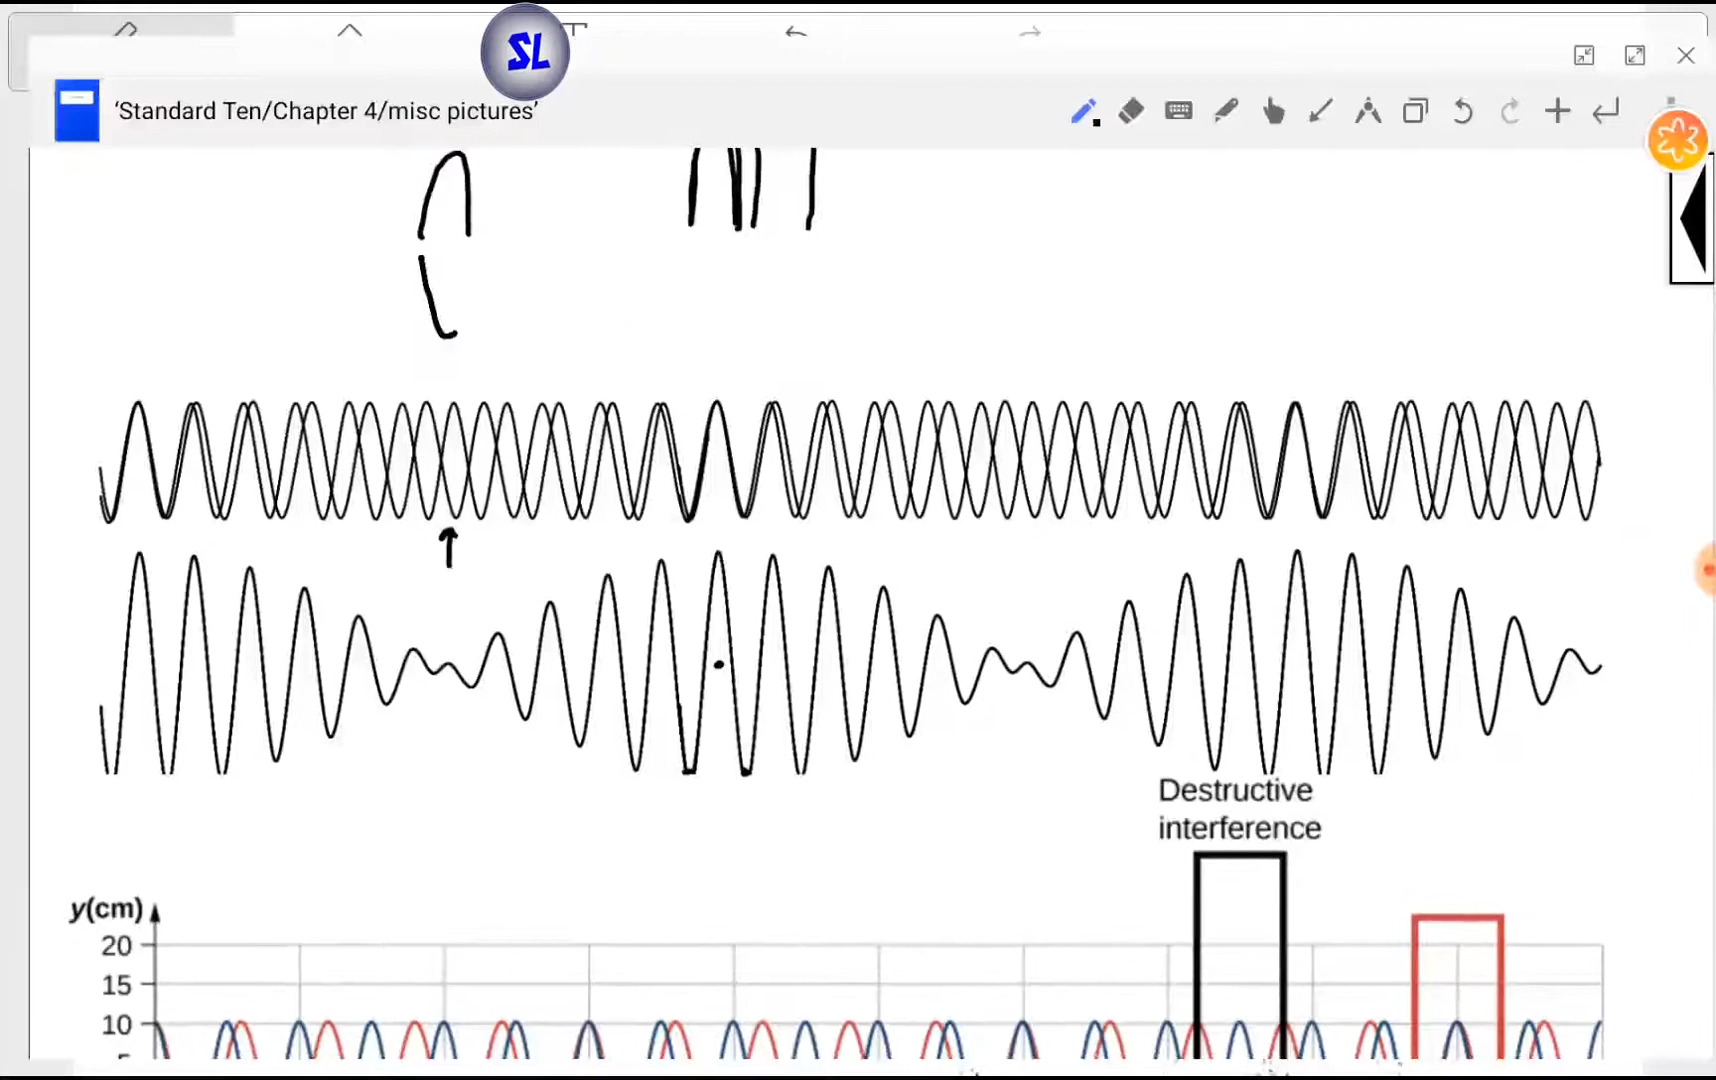 SL
‘Standard Ten/Chapter 4/misc pictures’
Destructive
interference
y(cm)
20
15
10